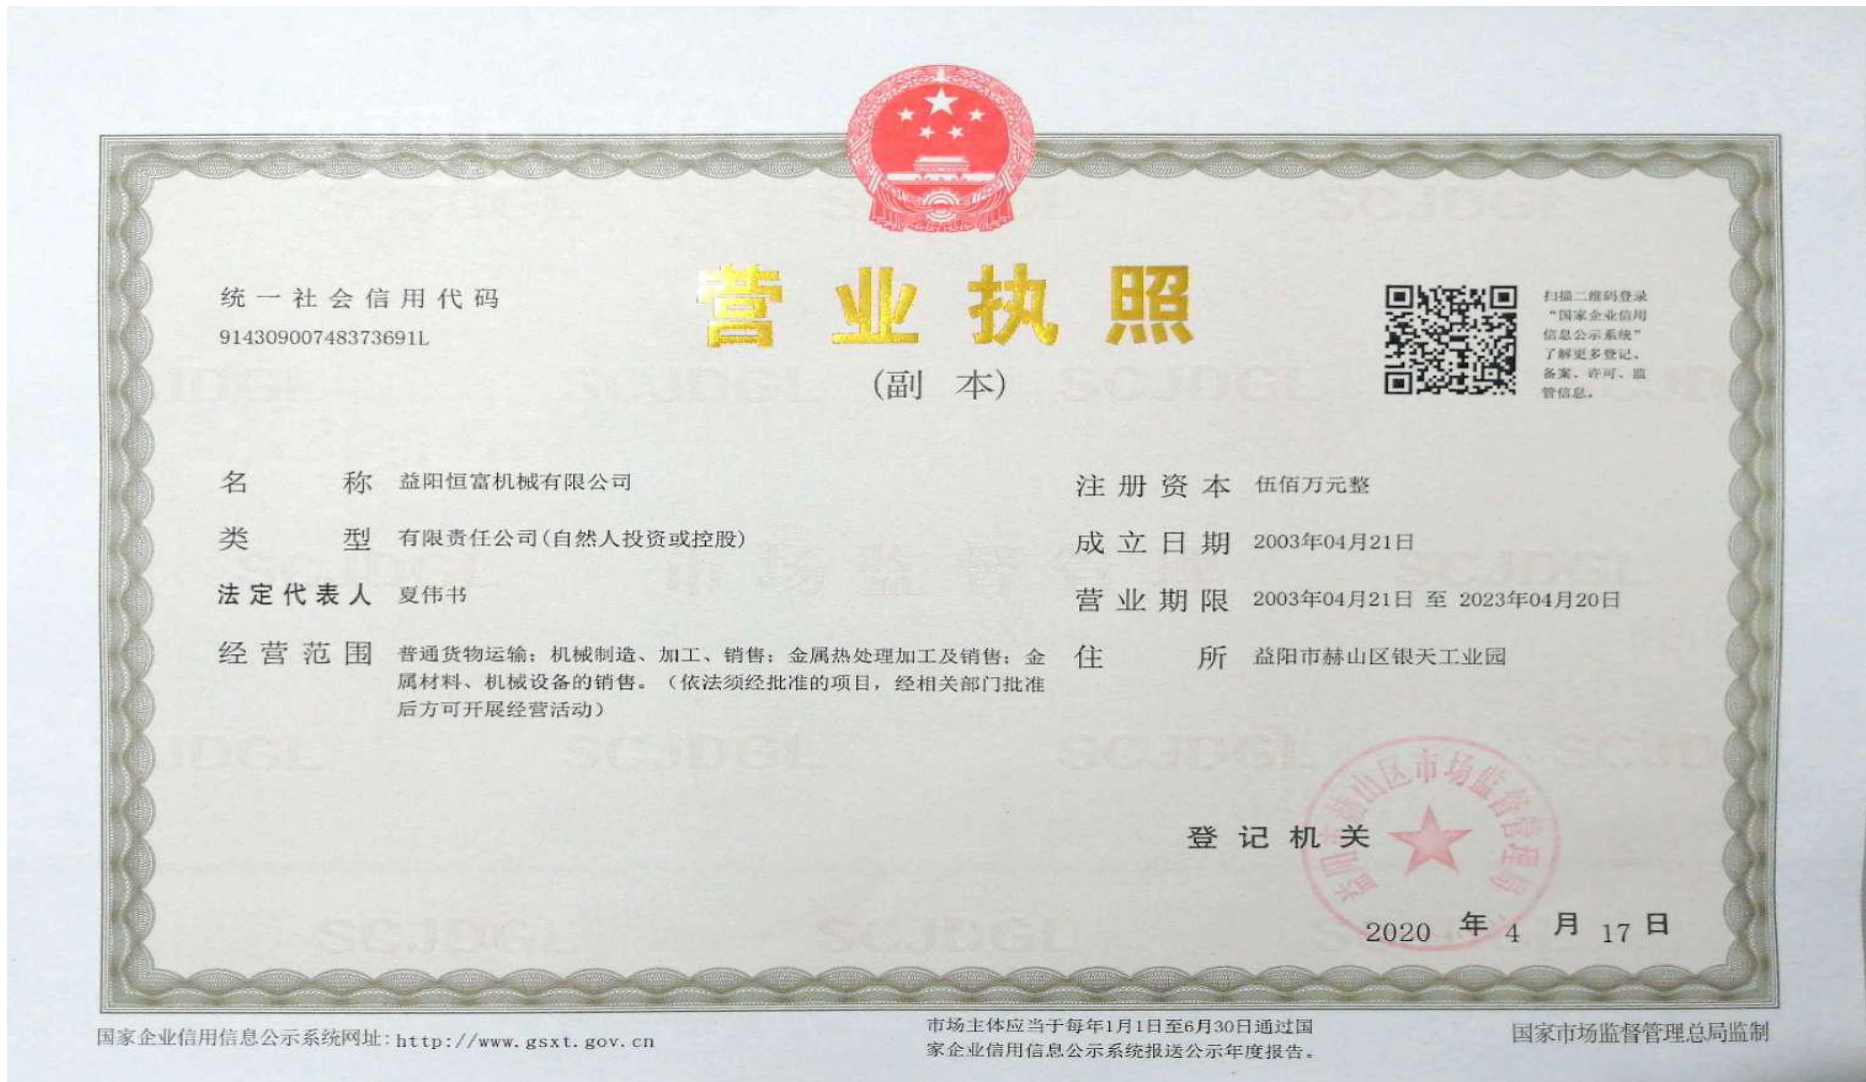 营业执照
(副 本)
统一社会信用代码
91430900748373691L
扫描二维码登录
“国家企业信用
信息公示系统”
了解更多登记、
备案、许可、监
管信息。
名称 益阳恒富机械有限公司
类型 有限责任公司(自然人投资或控股)
法定代表人 夏伟书
经营范围 普通货物运输；机械制造、加工、销售；金属热处理加工及销售；金
属材料、机械设备的销售。（依法须经批准的项目，经相关部门批准
后方可开展经营活动）
注册资本 伍佰万元整
成立日期 2003年04月21日
营业期限 2003年04月21日 至 2023年04月20日
住所 益阳市赫山区银天工业园
登记机关
益阳市赫山区市场监督管理局
2020 年 4 月 17 日
国家企业信用信息公示系统网址：http://www.gsxt.gov.cn
市场主体应当于每年1月1日至6月30日通过国
家企业信用信息公示系统报送公示年度报告。
国家市场监督管理总局监制